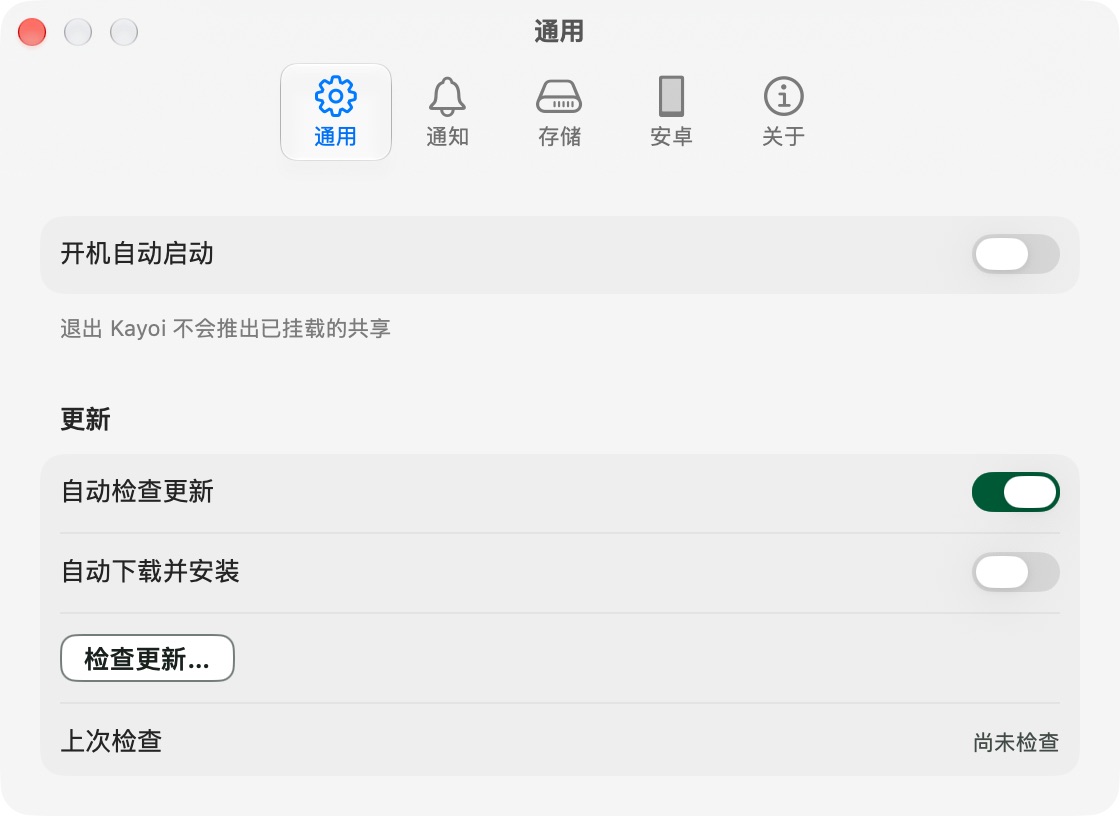 通用
通用
通知
存储
安卓
关于
开机自动启动
退出 Kayoi 不会推出已挂载的共享
更新
自动检查更新
自动下载并安装
检查更新...
上次检查
尚未检查